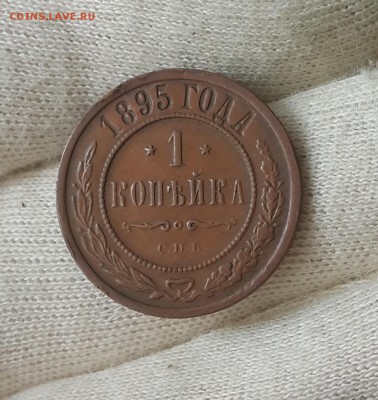 COINS.LAVE.RU
1895 ГОДА
* 1 *
КОПѢЙКА
С.П.Б.